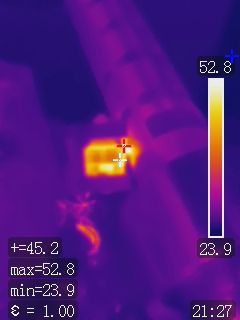 52.8
23.9
+=45.2
max=52.8
min=23.9
ε = 1.00
21:27